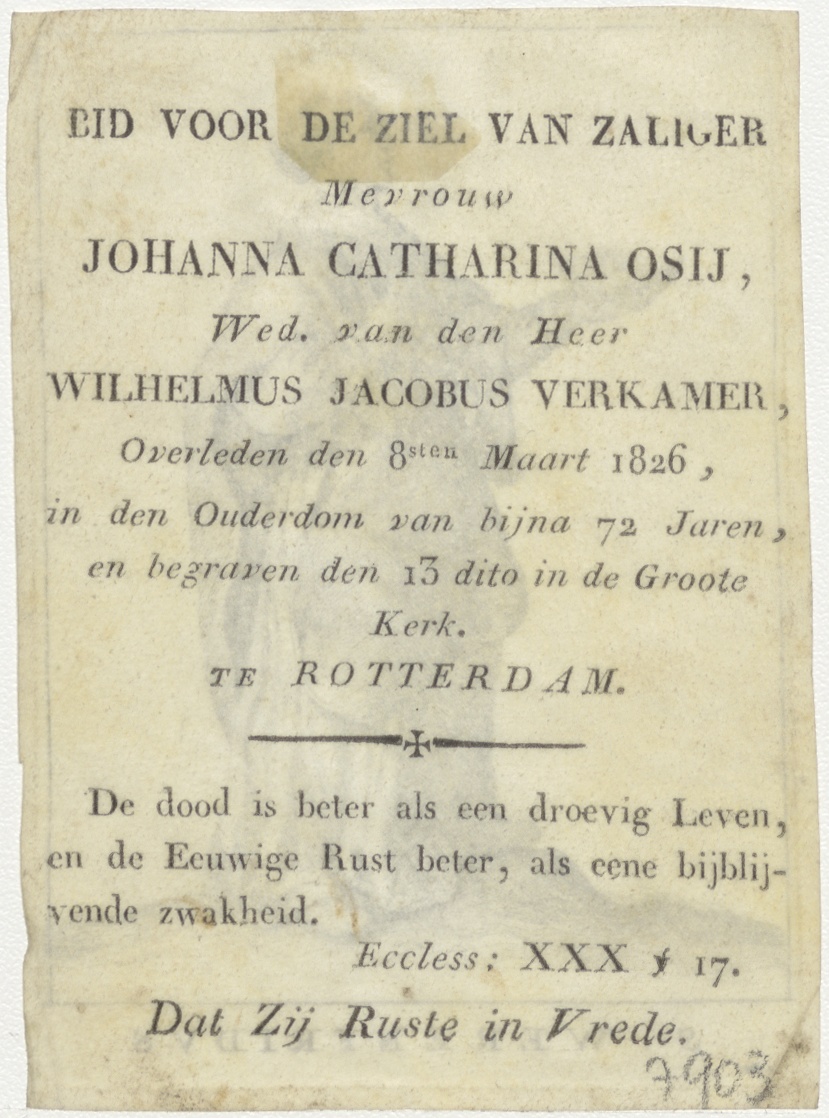 BID VOOR DE ZIEL VAN ZALIGER
Mevrouw
JOHANNA CATHARINA OSIJ,
Wed. van den Heer
WILHELMUS JACOBUS VERKAMER,
Overleden den 8sten Maart 1826,
in den Ouderdom van bijna 72 Jaren,
en begraven den 13 dito in de Groote
Kerk.
TE ROTTERDAM.
De dood is beter als een droevig Leven,
en de Eeuwige Rust beter, als eene bijblij-
vende zwakheid.
Eccless: XXX ℣ 17.
Dat Zij Ruste in Vrede.
7903